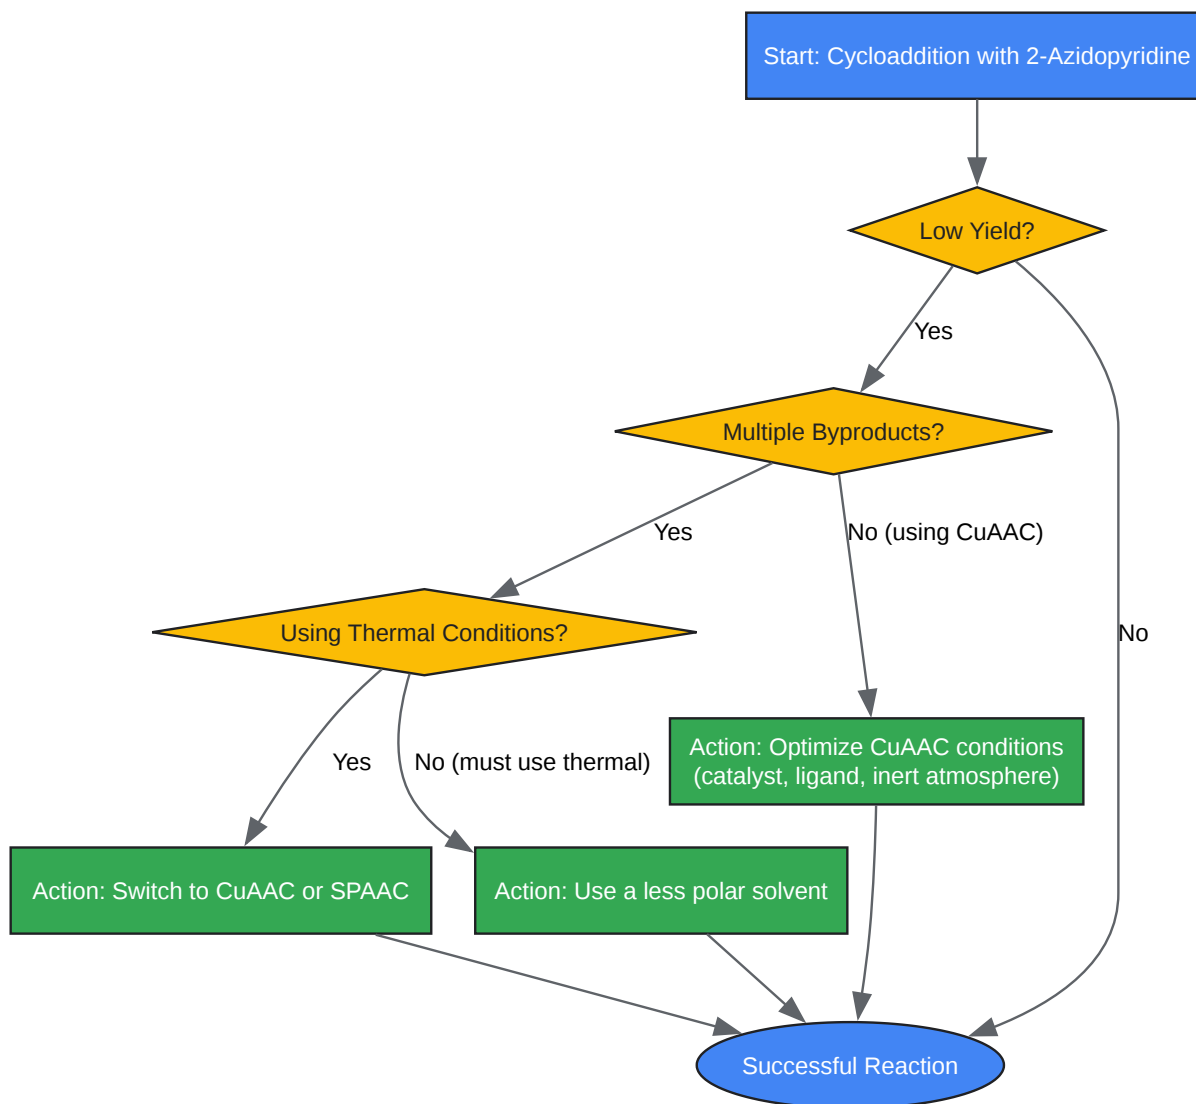 Start: Cycloaddition with 2-Azidopyridine
Low Yield?
Yes
Multiple Byproducts?
Yes
No (using CuAAC)
Using Thermal Conditions?
No
Action: Optimize CuAAC conditions
(catalyst, ligand, inert atmosphere)
Yes
No (must use thermal)
Action: Switch to CuAAC or SPAAC
Action: Use a less polar solvent
Successful Reaction